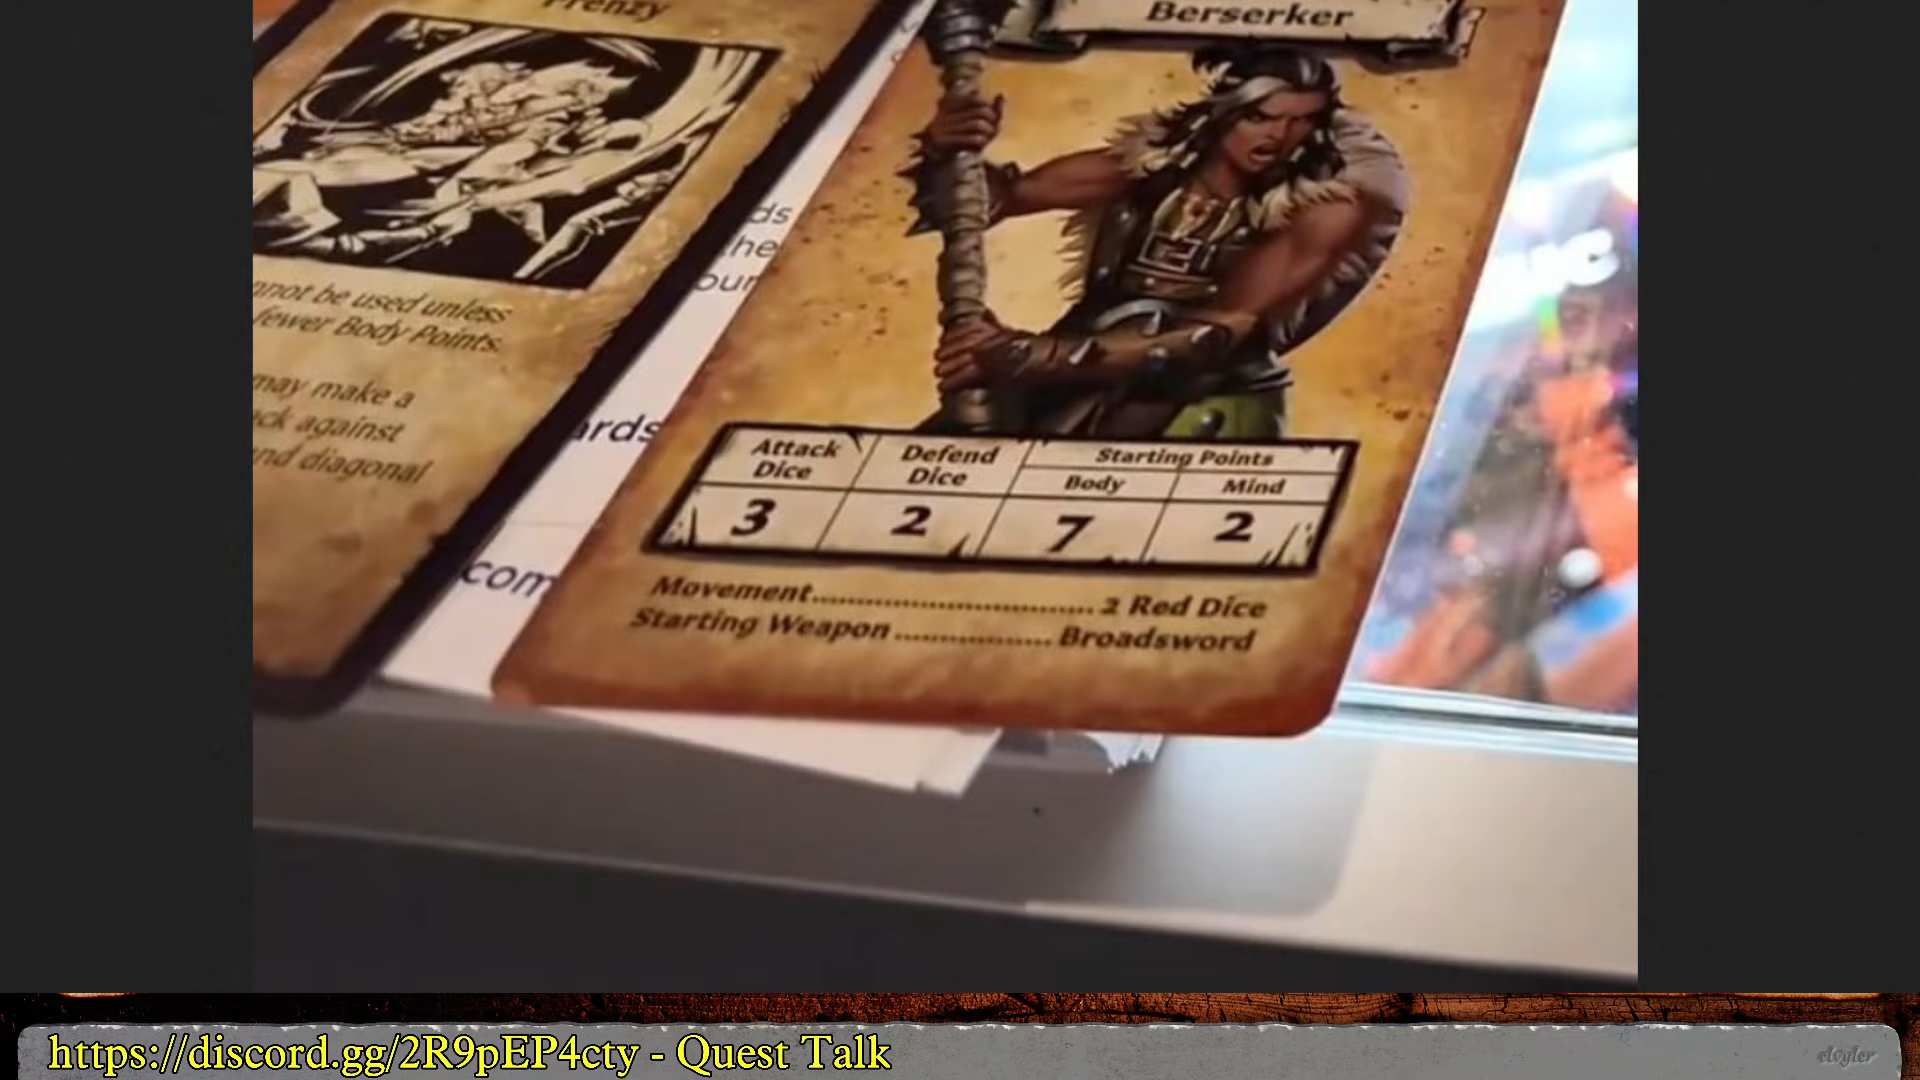 Frenzy
nnot be used unless
fewer Body Points.
may make a
ck against
nd diagonal
ds
he
our
ards
com
Berserker
Attack Dice
Defend Dice
Starting Points
Body
Mind
3
2
7
2
Movement.................................. 2 Red Dice
Starting Weapon................... Broadsword
https://discord.gg/2R9pEP4cty - Quest Talk